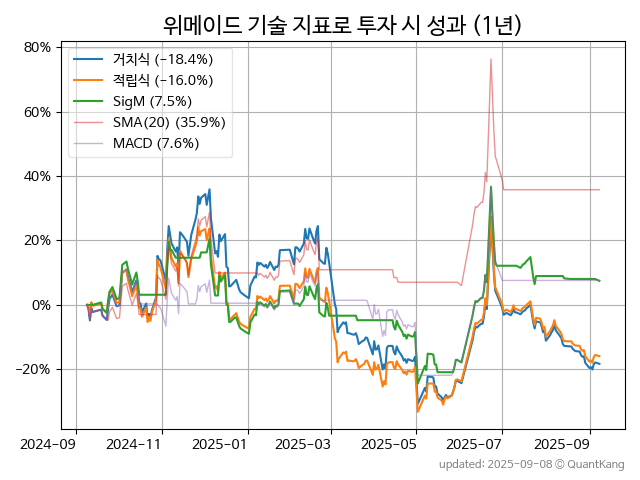 위메이드 기술 지표로 투자 시 성과 (1년)
80%
60%
40%
20%
0%
−20%
거치식 (−18.4%)
적립식 (−16.0%)
SigM (7.5%)
SMA(20) (35.9%)
MACD (7.6%)
2024-09
2024-11
2025-01
2025-03
2025-05
2025-07
2025-09
updated: 2025-09-08 © QuantKang